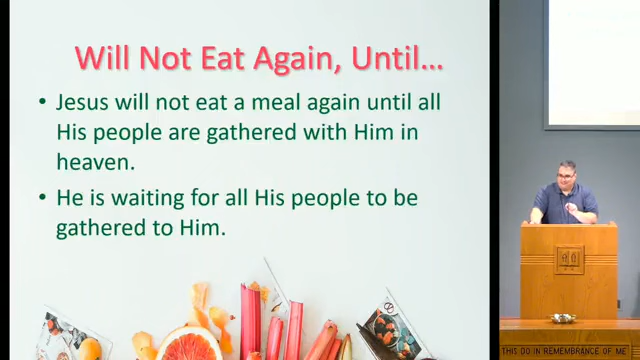 Will Not Eat Again, Until…
• Jesus will not eat a meal again until all
His people are gathered with Him in
heaven.
• He is waiting for all His people to be
gathered to Him.
THIS DO IN REMEMBRANCE OF ME